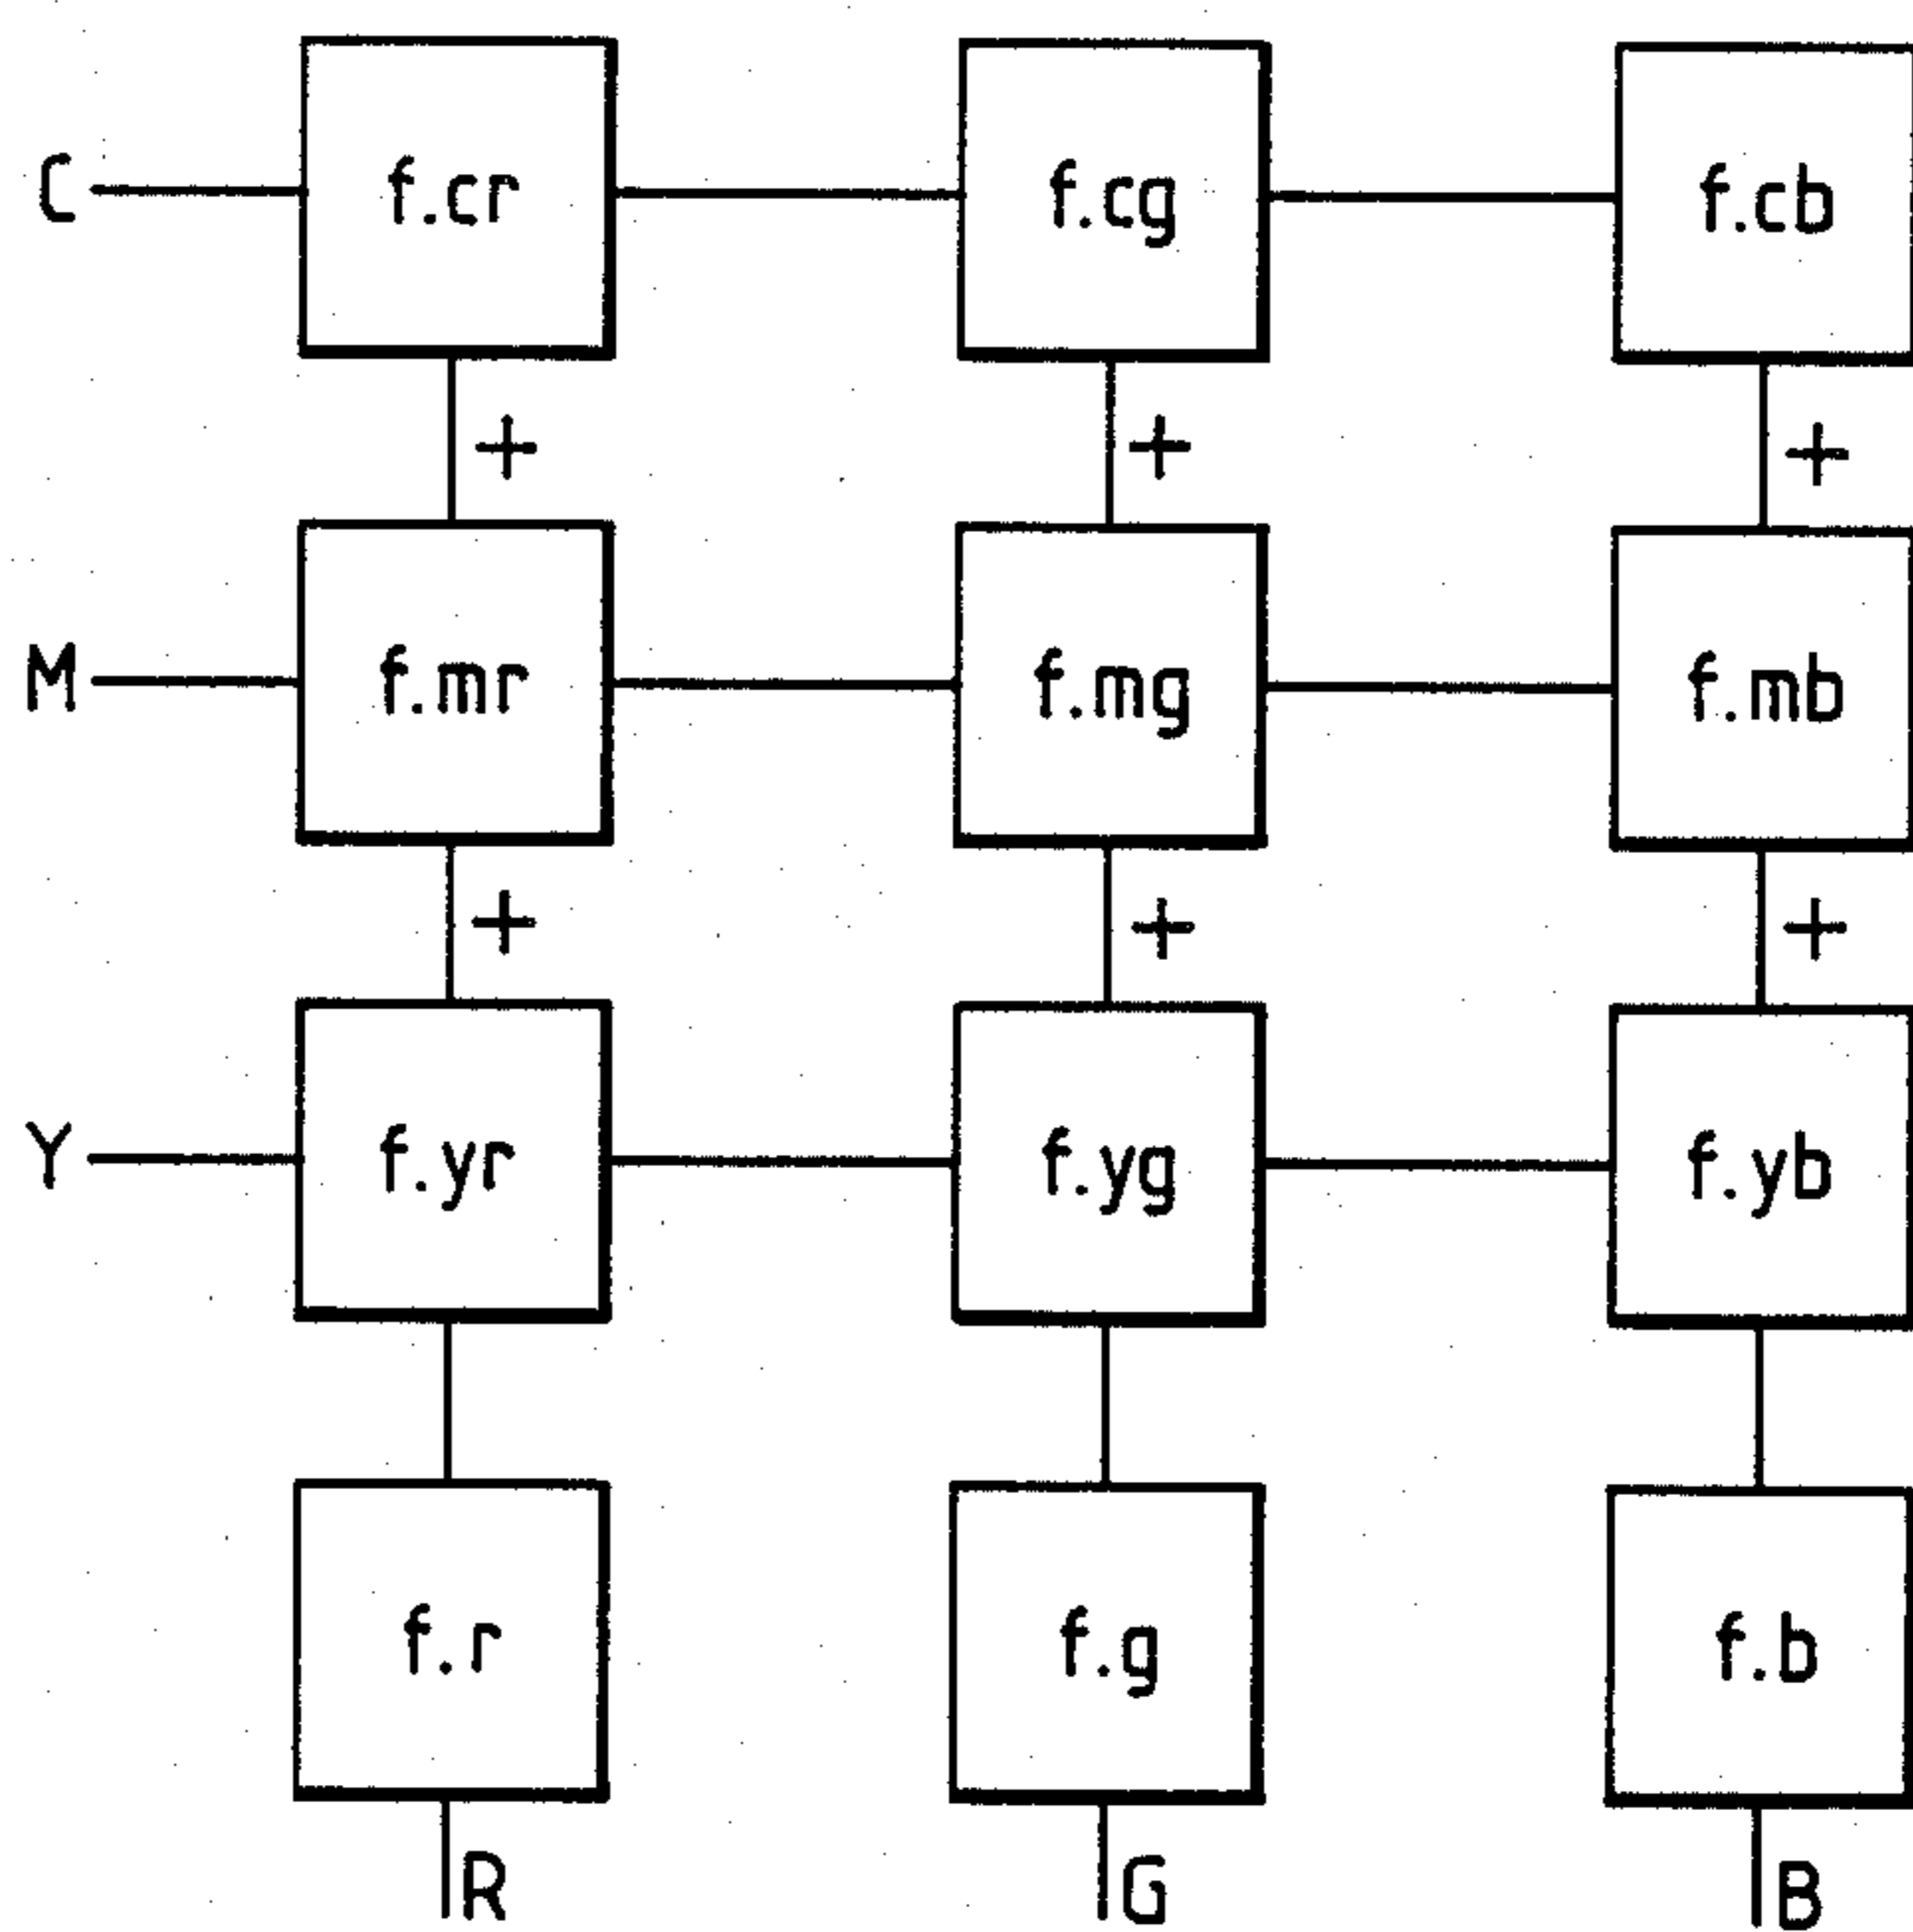 C f.cr f.cg f.cb
+ + +
M f.mr f.mg f.mb
+ + +
Y f.yr f.yg f.yb
f.r f.g f.b
R G B